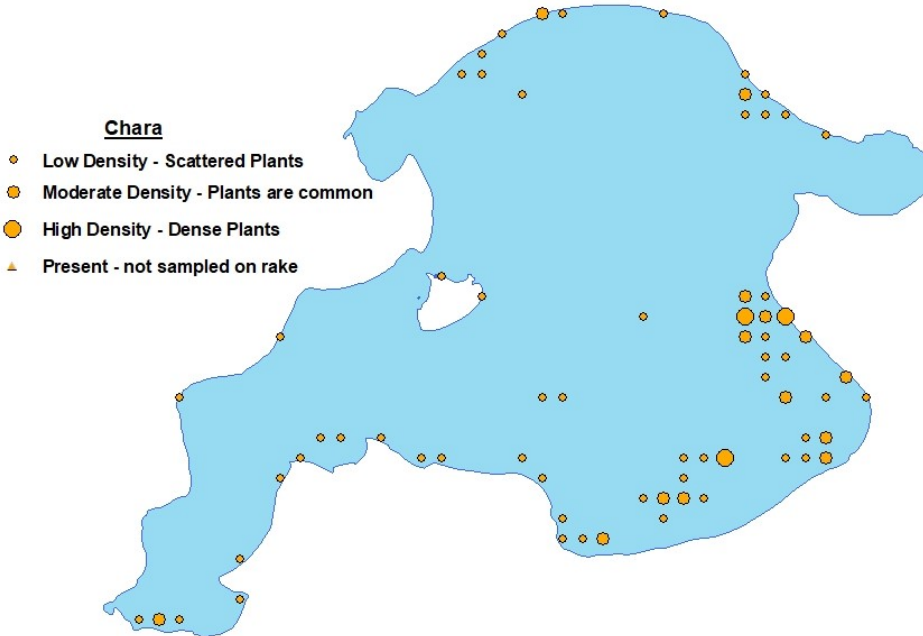 Chara
Low Density - Scattered Plants
Moderate Density - Plants are common
High Density - Dense Plants
Present - not sampled on rake